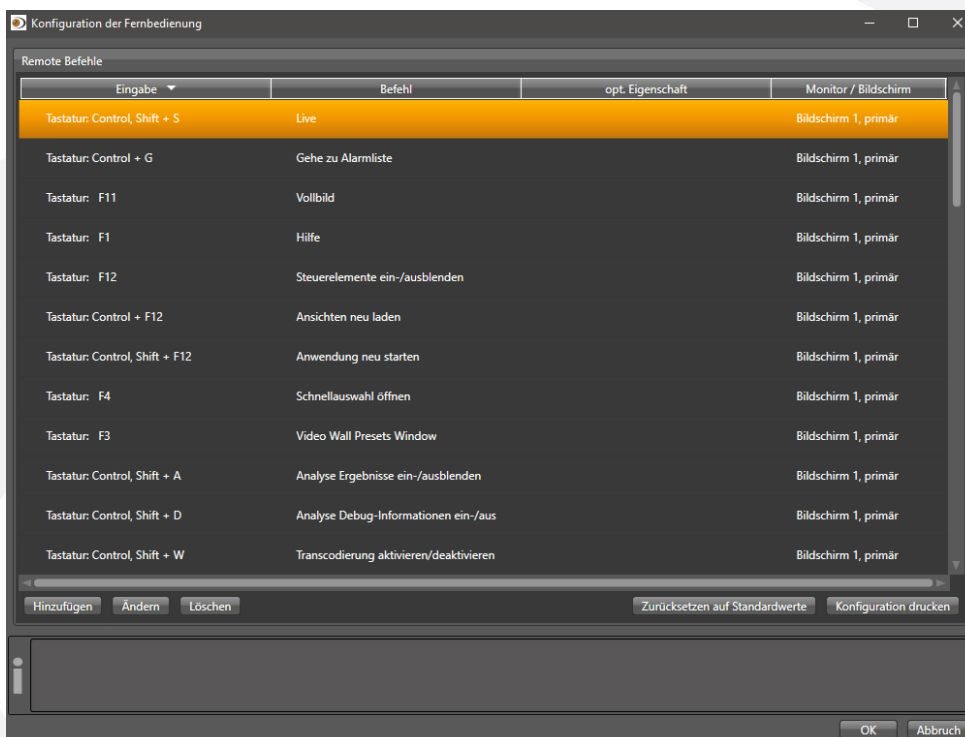 Konfiguration der Fernbedienung
Remote Befehle
Eingabe Befehl opt. Eigenschaft Monitor / Bildschirm
Tastatur: Control, Shift + S Live Bildschirm 1, primär
Tastatur: Control + G Gehe zu Alarmliste Bildschirm 1, primär
Tastatur: F11 Vollbild Bildschirm 1, primär
Tastatur: F1 Hilfe Bildschirm 1, primär
Tastatur: F12 Steuerelemente ein-/ausblenden Bildschirm 1, primär
Tastatur: Control + F12 Ansichten neu laden Bildschirm 1, primär
Tastatur: Control, Shift + F12 Anwendung neu starten Bildschirm 1, primär
Tastatur: F4 Schnellauswahl öffnen Bildschirm 1, primär
Tastatur: F3 Video Wall Presets Window Bildschirm 1, primär
Tastatur: Control, Shift + A Analyse Ergebnisse ein-/ausblenden Bildschirm 1, primär
Tastatur: Control, Shift + D Analyse Debug-Informationen ein-/aus Bildschirm 1, primär
Tastatur: Control, Shift + W Transcodierung aktivieren/deaktivieren Bildschirm 1, primär
Hinzufügen Ändern Löschen Zurücksetzen auf Standardwerte Konfiguration drucken
OK Abbruch